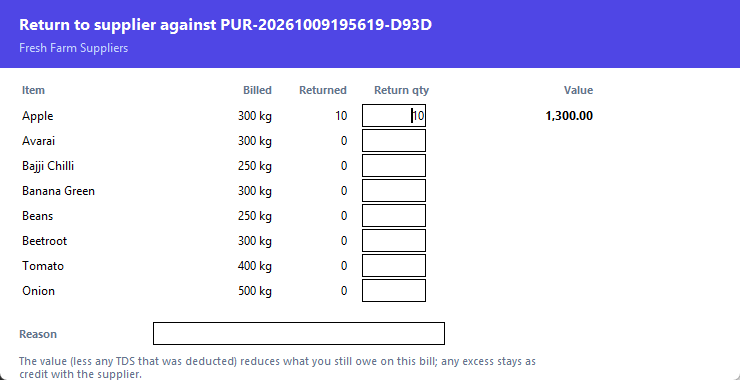 Return to supplier against PUR-20261009195619-D93D
Fresh Farm Suppliers
Item Billed Returned Return qty Value
Apple 300 kg 10 10 1,300.00
Avarai 300 kg 0
Bajji Chilli 250 kg 0
Banana Green 300 kg 0
Beans 250 kg 0
Beetroot 300 kg 0
Tomato 400 kg 0
Onion 500 kg 0
Reason
The value (less any TDS that was deducted) reduces what you still owe on this bill; any excess stays as
credit with the supplier.